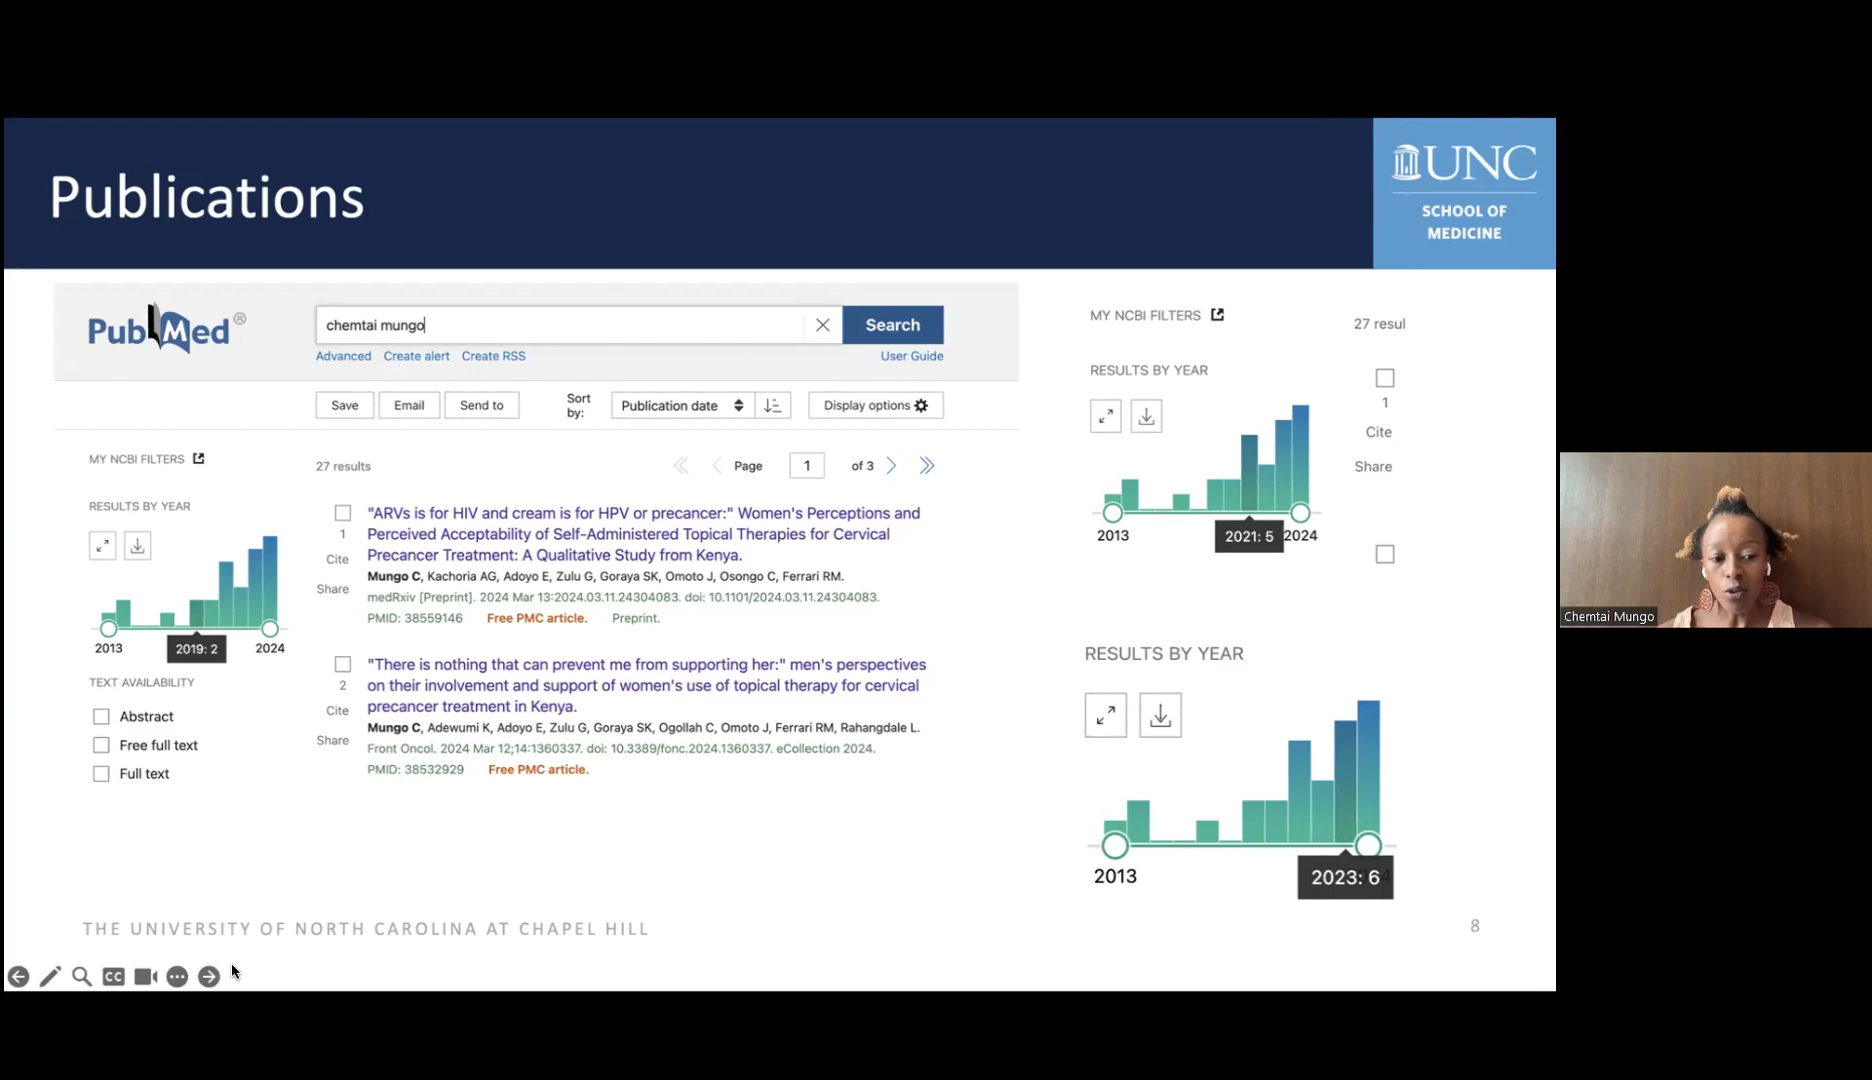 Publications
UNC
SCHOOL OF
MEDICINE
PubMed®
chemtai mungo
Search
Advanced Create alert Create RSS
User Guide
Save Email Send to
Sort by:
Publication date
Display options
MY NCBI FILTERS
27 results
Page 1 of 3
RESULTS BY YEAR
2013
2019: 2
2024
TEXT AVAILABILITY
Abstract
Free full text
Full text
1
Cite
Share
"ARVs is for HIV and cream is for HPV or precancer:" Women's Perceptions and
Perceived Acceptability of Self-Administered Topical Therapies for Cervical
Precancer Treatment: A Qualitative Study from Kenya.
Mungo C, Kachoria AG, Adoyo E, Zulu G, Goraya SK, Omoto J, Osongo C, Ferrari RM.
medRxiv [Preprint]. 2024 Mar 13:2024.03.11.24304083. doi: 10.1101/2024.03.11.24304083.
PMID: 38559146 Free PMC article. Preprint.
2
Cite
Share
"There is nothing that can prevent me from supporting her:" men's perspectives
on their involvement and support of women's use of topical therapy for cervical
precancer treatment in Kenya.
Mungo C, Adewumi K, Adoyo E, Zulu G, Goraya SK, Ogollah C, Omoto J, Ferrari RM, Rahangdale L.
Front Oncol. 2024 Mar 12;14:1360337. doi: 10.3389/fonc.2024.1360337. eCollection 2024.
PMID: 38532929 Free PMC article.
MY NCBI FILTERS
27 resul
RESULTS BY YEAR
1
Cite
Share
2013
2021: 5
2024
RESULTS BY YEAR
2013
2023: 6
THE UNIVERSITY OF NORTH CAROLINA AT CHAPEL HILL
8
CC
Chemtai Mungo